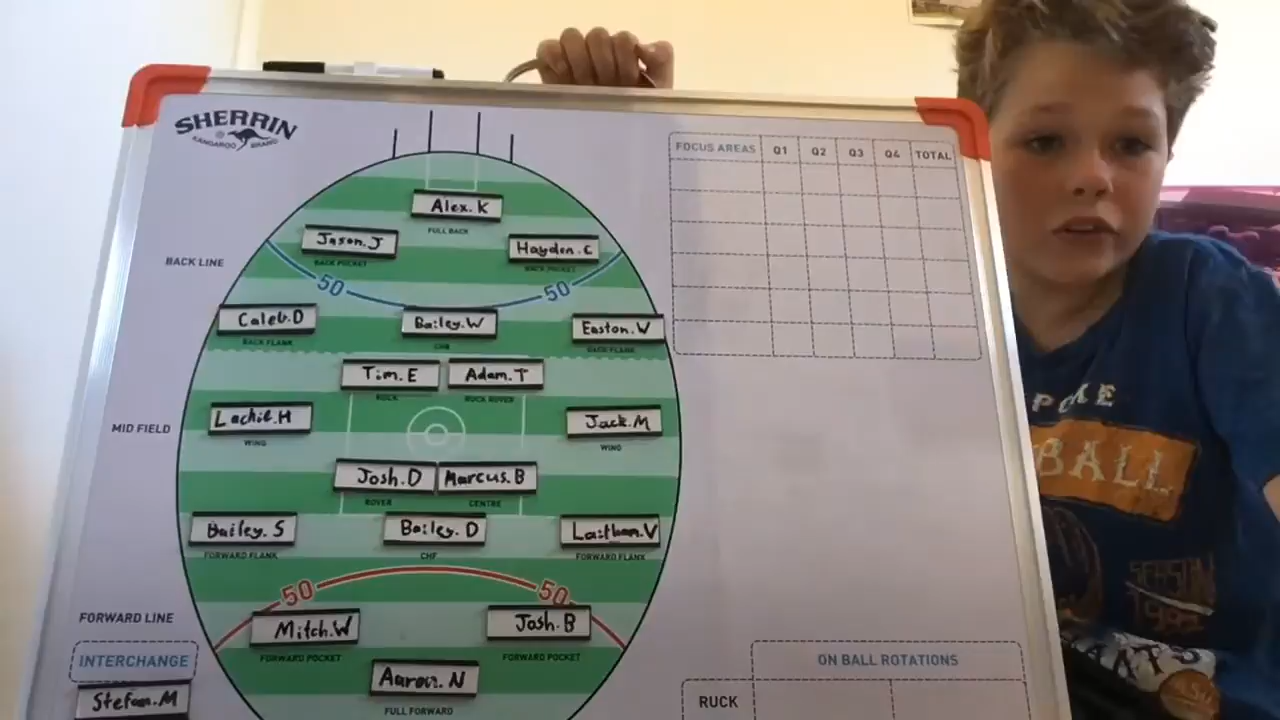 SHERRIN
KANGAROO BRAND
FOCUS AREAS Q1 Q2 Q3 Q4 TOTAL
Alex.K
FULL BACK
Jason.J
Hayden.C
BACK POCKET
BACK POCKET
BACK LINE
50
50
Caleb.D
Bailey.W
Easton.W
BACK FLANK
CHB
BACK FLANK
Tim.E
Adam.T
RUCK
RUCK ROVER
Lachie.H
Jack.M
MID FIELD
WING
WING
Josh.D
Marcus.B
ROVER
CENTRE
Bailey.S
Bailey.D
FORWARD FLANK
CHF
FORWARD FLANK
50
50
FORWARD LINE
Mitch.W
Josh.B
FORWARD POCKET
FORWARD POCKET
INTERCHANGE
ON BALL ROTATIONS
Aaron.N
Stefan.M
FULL FORWARD
RUCK
BALL